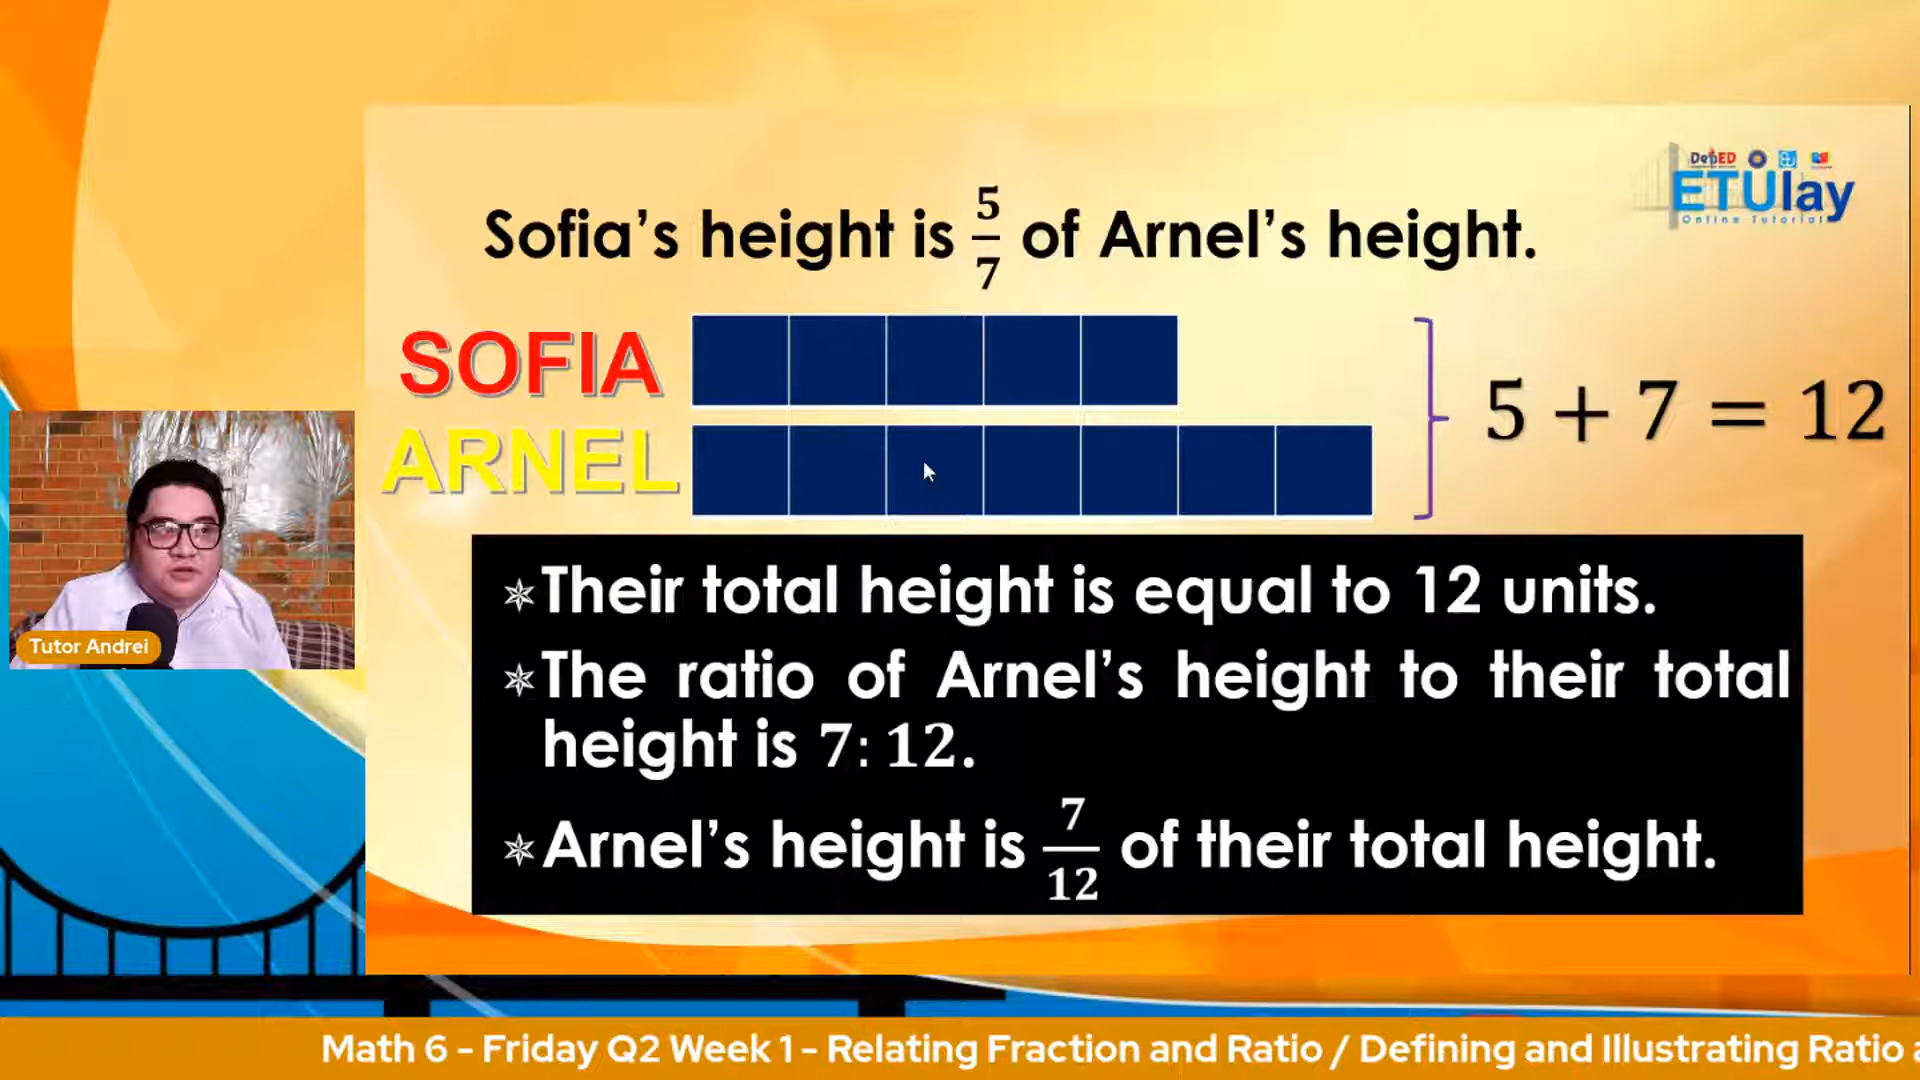 DepED
ETUlay
Online Tutorial
Sofia's height is 5/7 of Arnel's height.
SOFIA
ARNEL
5 + 7 = 12
Their total height is equal to 12 units.
The ratio of Arnel's height to their total
height is 7: 12.
Arnel's height is 7/12 of their total height.
Tutor Andrei
Math 6 - Friday Q2 Week 1 - Relating Fraction and Ratio / Defining and Illustrating Ratio a